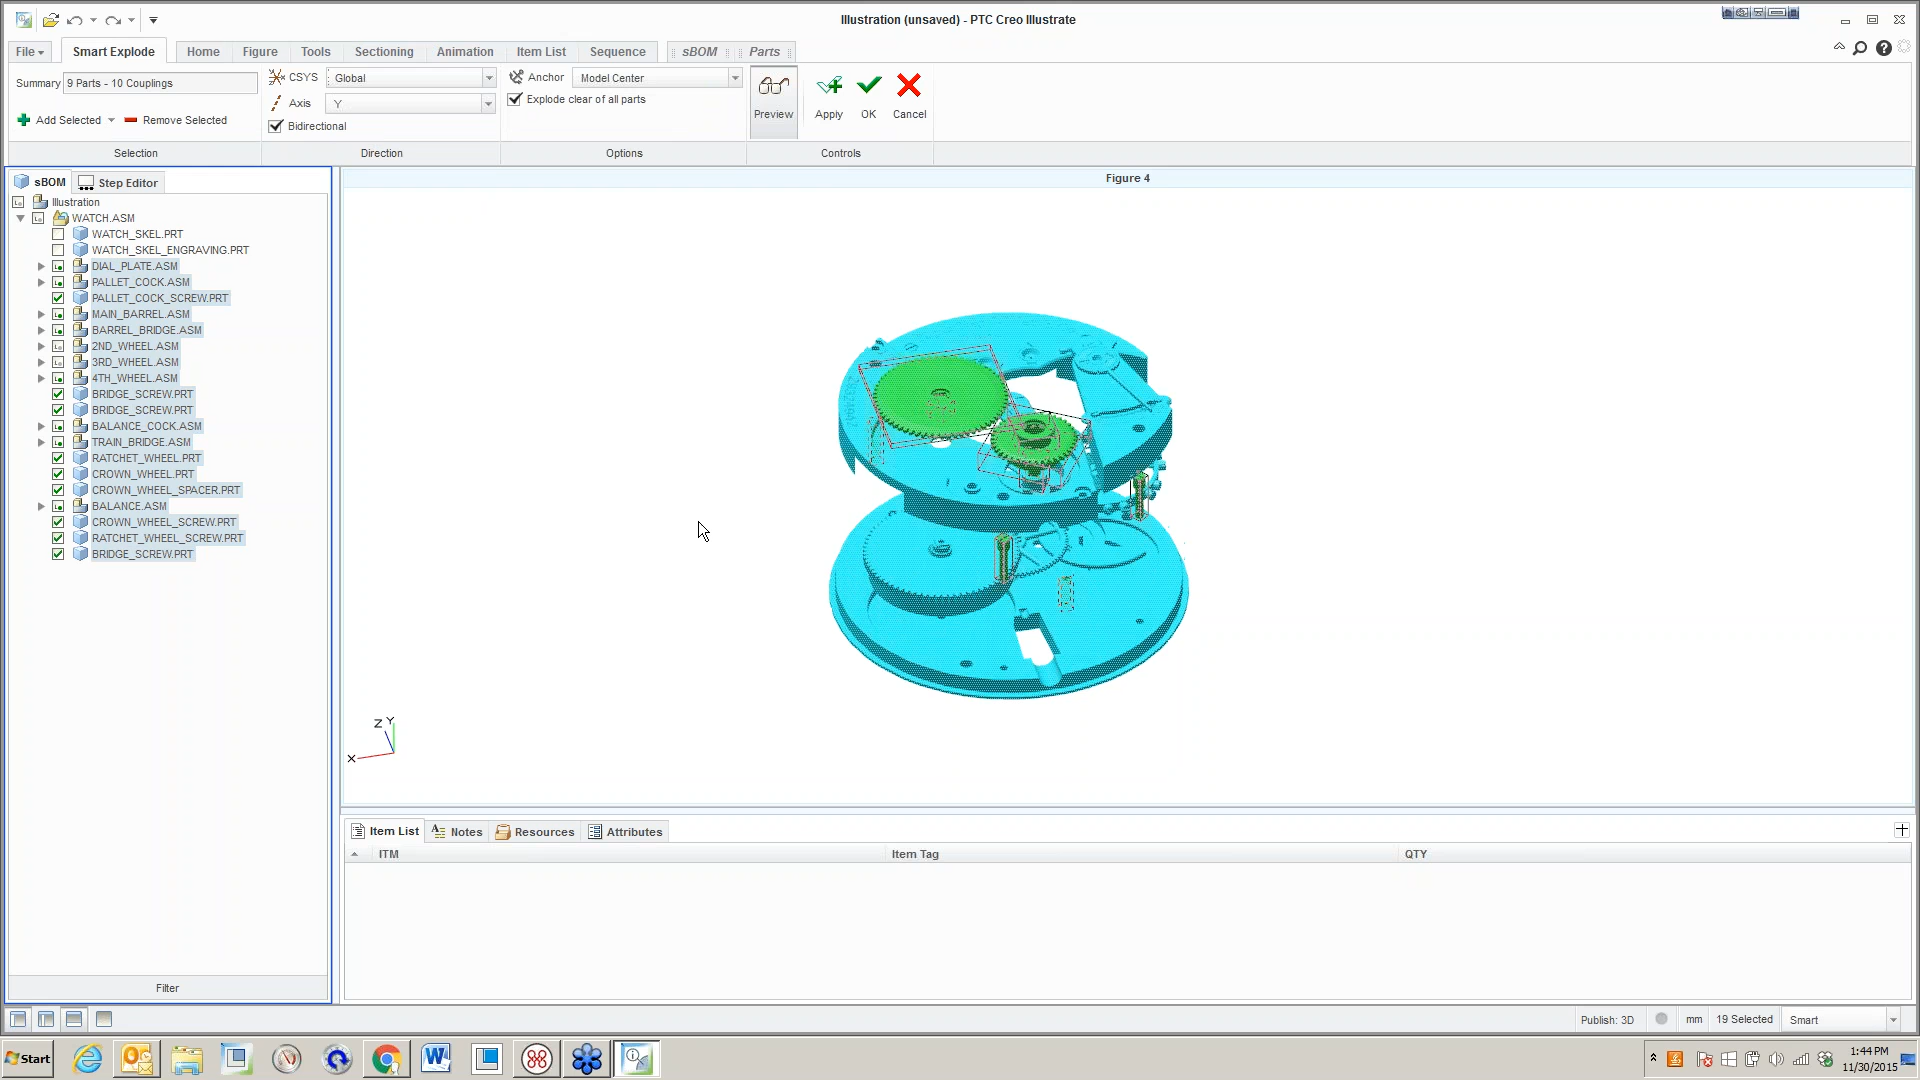 Illustration (unsaved) - PTC Creo Illustrate
File
Smart Explode
Home
Figure
Tools
Sectioning
Animation
Item List
Sequence
sBOM
Parts
Summary
9 Parts - 10 Couplings
CSYS
Global
Anchor
Model Center
Axis
Y
Explode clear of all parts
Add Selected
Remove Selected
Bidirectional
Preview
Apply
OK
Cancel
Selection
Direction
Options
Controls
sBOM
Step Editor
Figure 4
Illustration
WATCH.ASM
WATCH_SKEL.PRT
WATCH_SKEL_ENGRAVING.PRT
DIAL_PLATE.ASM
PALLET_COCK.ASM
PALLET_COCK_SCREW.PRT
MAIN_BARREL.ASM
BARREL_BRIDGE.ASM
2ND_WHEEL.ASM
3RD_WHEEL.ASM
4TH_WHEEL.ASM
BRIDGE_SCREW.PRT
BRIDGE_SCREW.PRT
BALANCE_COCK.ASM
TRAIN_BRIDGE.ASM
RATCHET_WHEEL.PRT
CROWN_WHEEL.PRT
CROWN_WHEEL_SPACER.PRT
BALANCE.ASM
CROWN_WHEEL_SCREW.PRT
RATCHET_WHEEL_SCREW.PRT
BRIDGE_SCREW.PRT
Z Y
X
Item List
Notes
Resources
Attributes
ITM
Item Tag
QTY
Filter
Publish: 3D
mm
19 Selected
Smart
Start
1:44 PM
11/30/2015